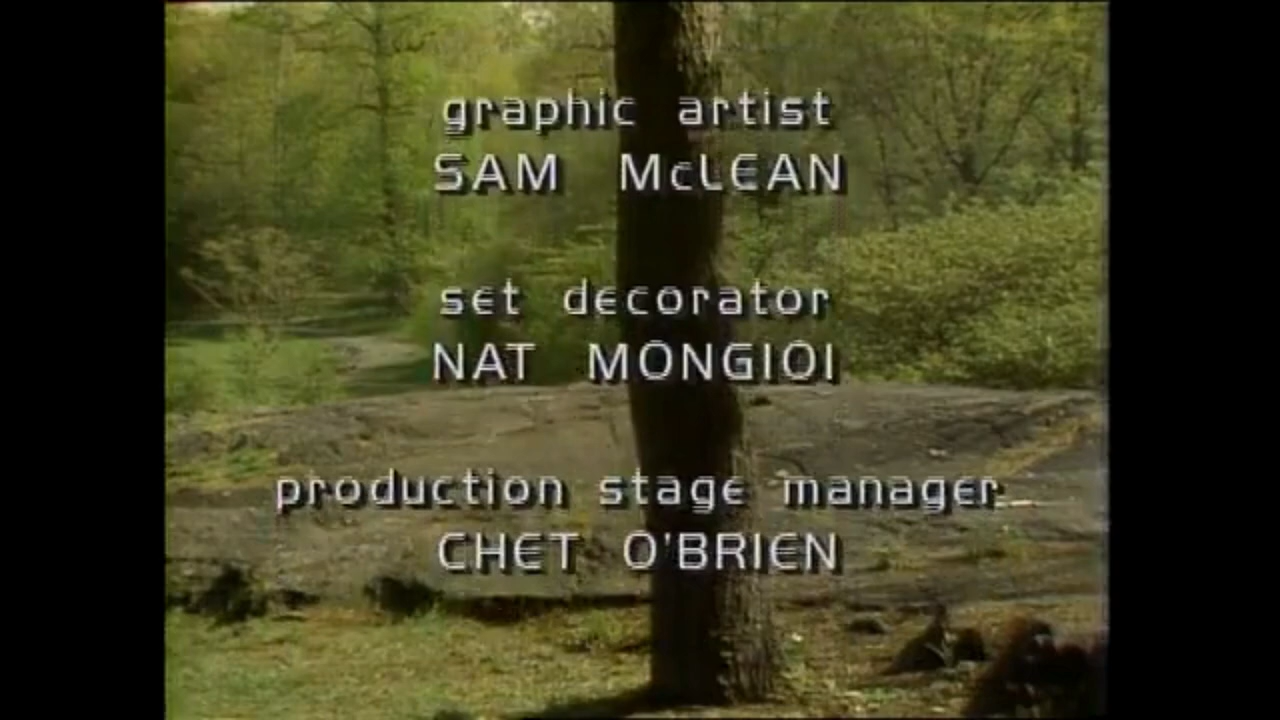 graphic artist
SAM McLEAN
set decorator
NAT MONGIOI
production stage manager
CHET O'BRIEN